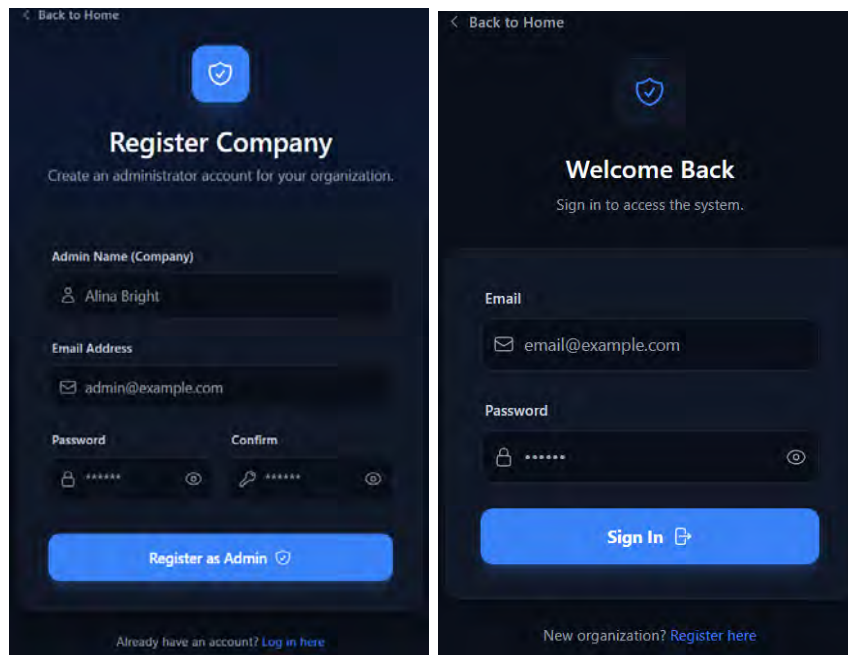 Back to Home
Register Company
Create an administrator account for your organization.
Admin Name (Company)
Alina Bright
Email Address
admin@example.com
Password Confirm
****** ******
Register as Admin
Already have an account? Log in here
Back to Home
Welcome Back
Sign in to access the system.
Email
email@example.com
Password
••••••
Sign In
New organization? Register here